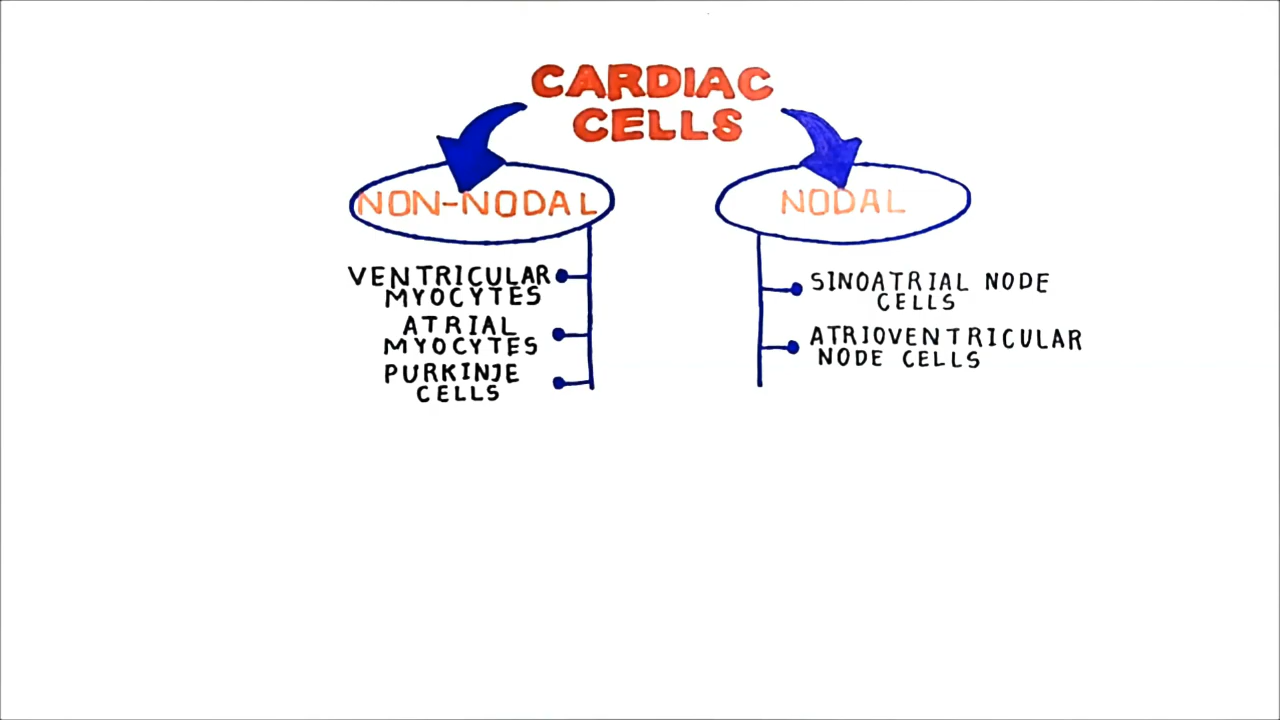 CARDIAC
CELLS
NON-NODAL
VENTRICULAR
MYOCYTES
ATRIAL
MYOCYTES
PURKINJE
CELLS
NODAL
SINOATRIAL NODE
CELLS
ATRIOVENTRICULAR
NODE CELLS